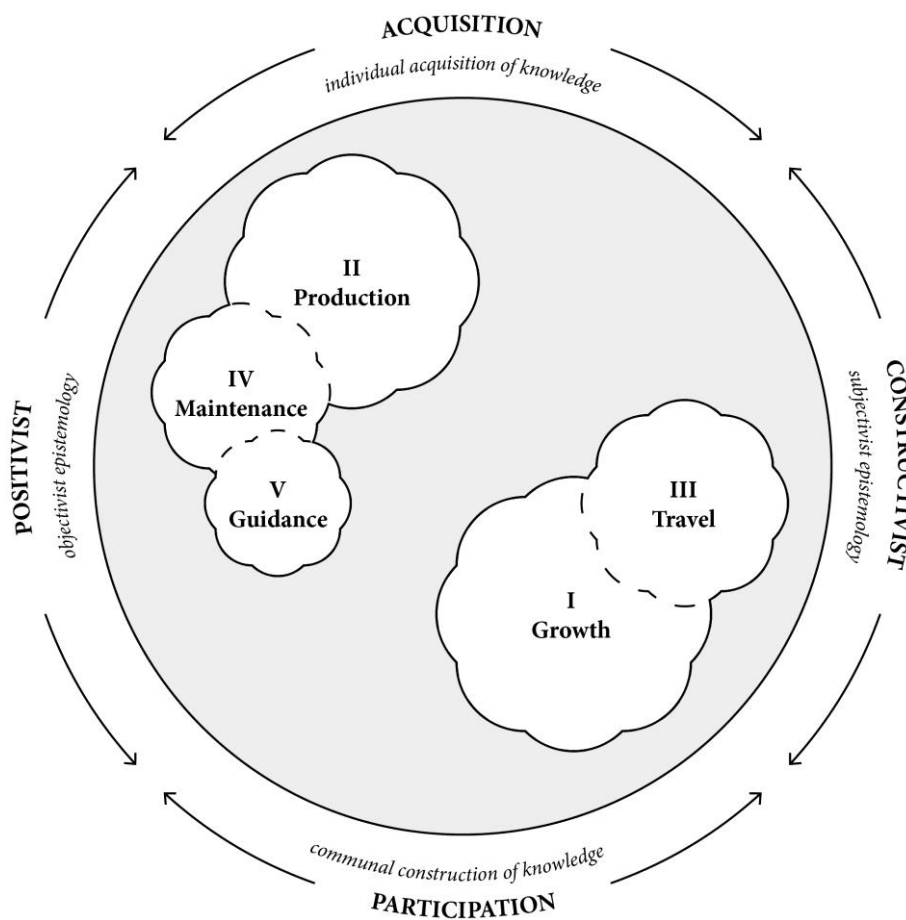 ACQUISITION
individual acquisition of knowledge
II
Production
IV
Maintenance
V
Guidance
POSITIVIST
objectivist epistemology
III
Travel
I
Growth
CONSTRUCTIVIST
subjectivist epistemology
communal construction of knowledge
PARTICIPATION